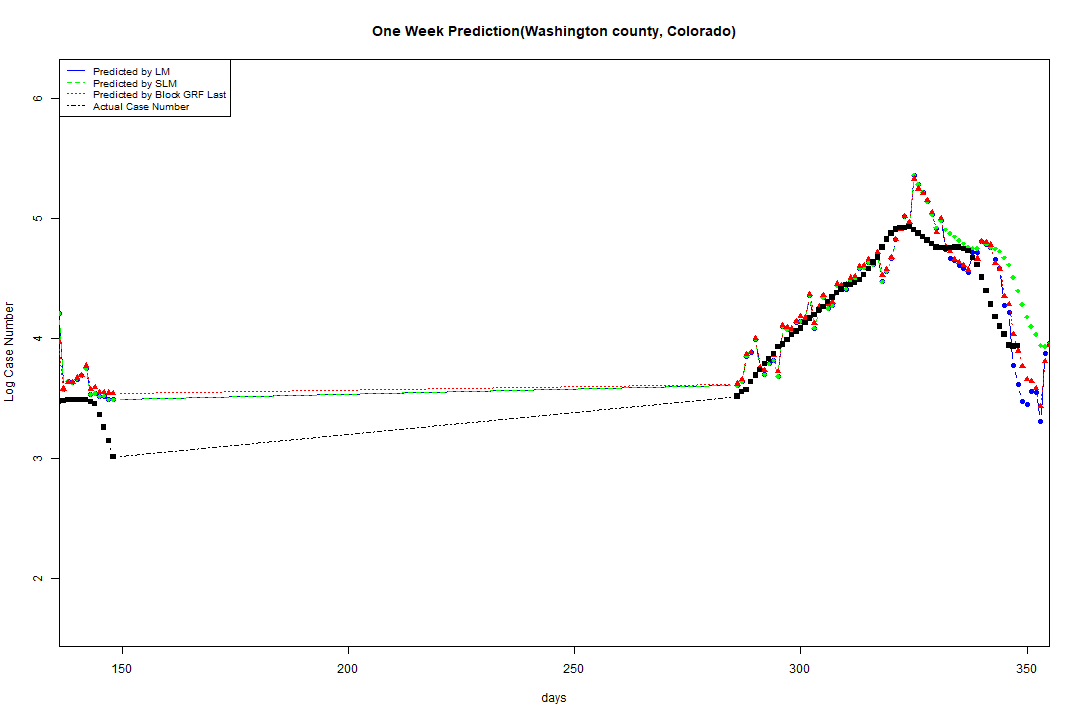 One Week Prediction(Washington county, Colorado)
Predicted by LM
Predicted by SLM
Predicted by Block GRF Last
Actual Case Number
6
5
4
3
2
Log Case Number
150 200 250 300 350
days